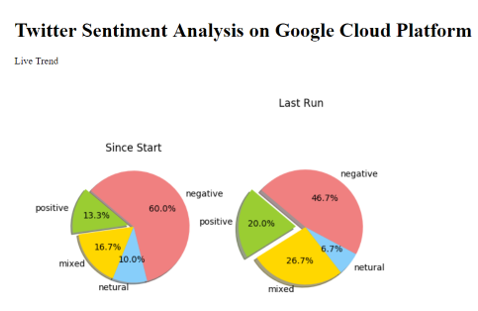 Twitter Sentiment Analysis on Google Cloud Platform
Live Trend
Last Run
Since Start
negative
60.0%
positive
13.3%
16.7%
mixed
10.0%
netural
negative
46.7%
positive
20.0%
26.7%
mixed
6.7%
netural